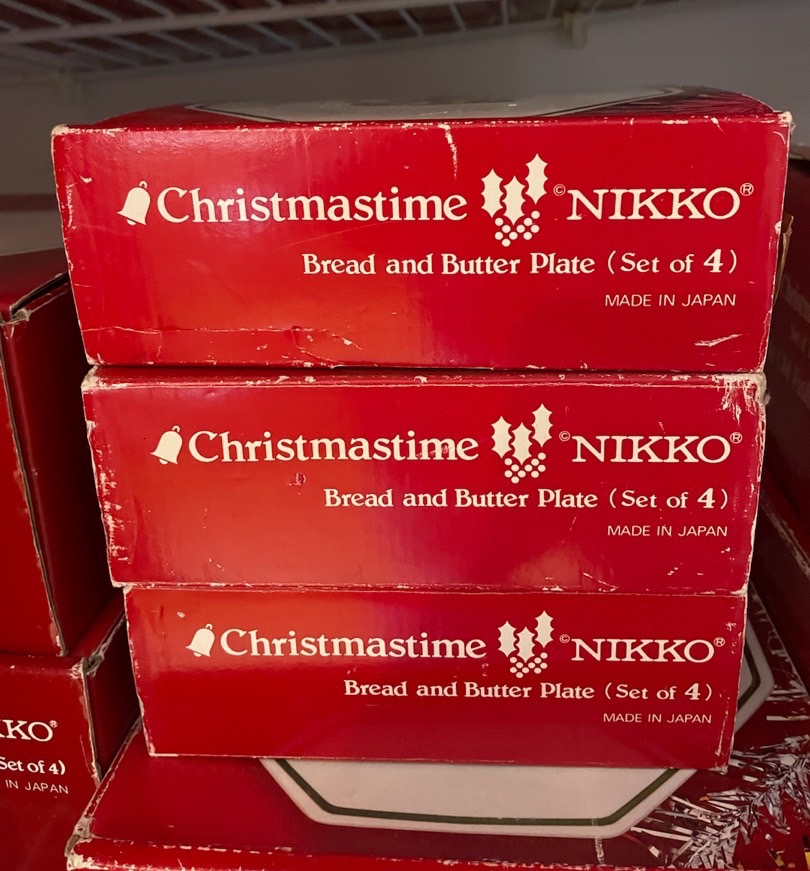 Christmastime © NIKKO®
Bread and Butter Plate (Set of 4)
MADE IN JAPAN
Christmastime © NIKKO®
Bread and Butter Plate (Set of 4)
MADE IN JAPAN
Christmastime © NIKKO®
Bread and Butter Plate (Set of 4)
MADE IN JAPAN
KO®
Set of 4)
IN JAPAN